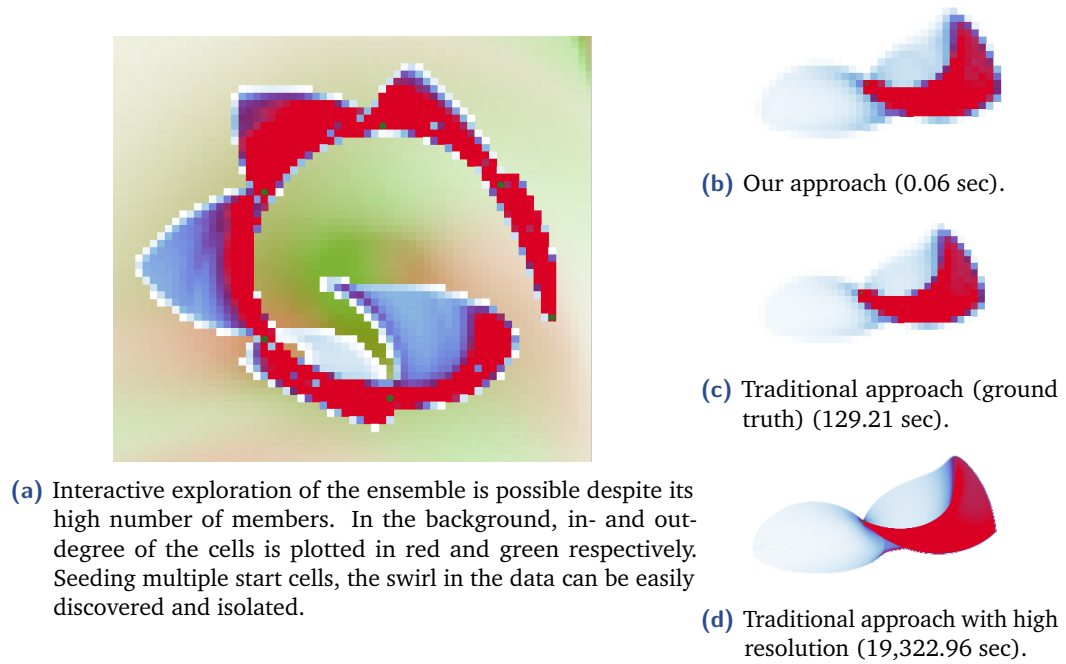 (a) Interactive exploration of the ensemble is possible despite its
high number of members. In the background, in- and out-
degree of the cells is plotted in red and green respectively.
Seeding multiple start cells, the swirl in the data can be easily
discovered and isolated.
(b) Our approach (0.06 sec).
(c) Traditional approach (ground
truth) (129.21 sec).
(d) Traditional approach with high
resolution (19,322.96 sec).